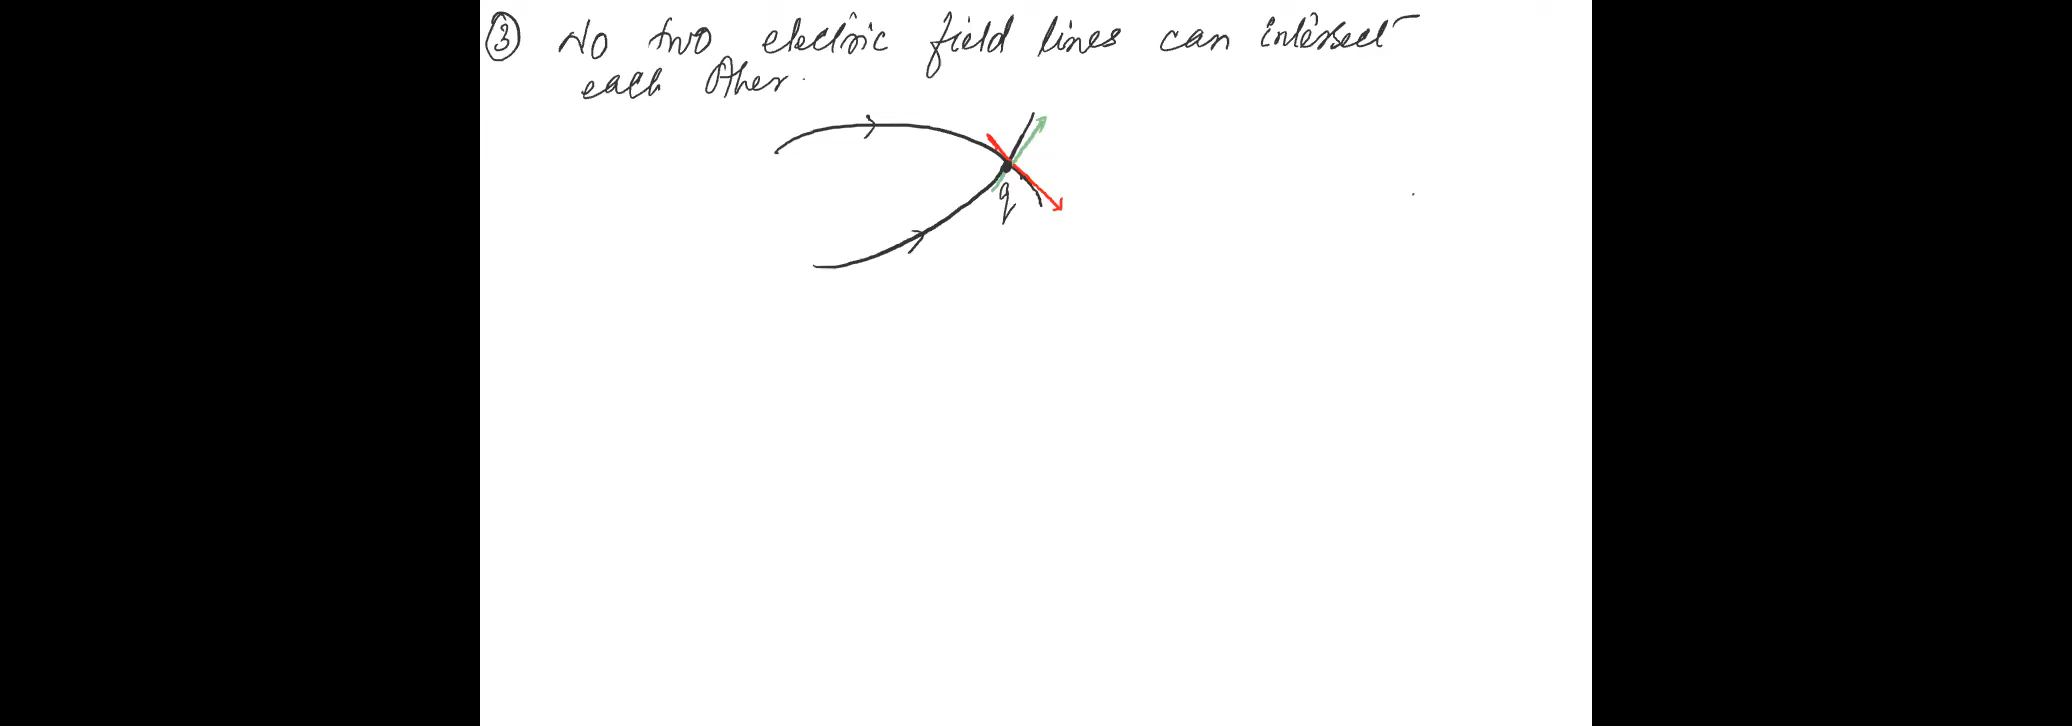 ③ No two electric field lines can intersect
each other.
q